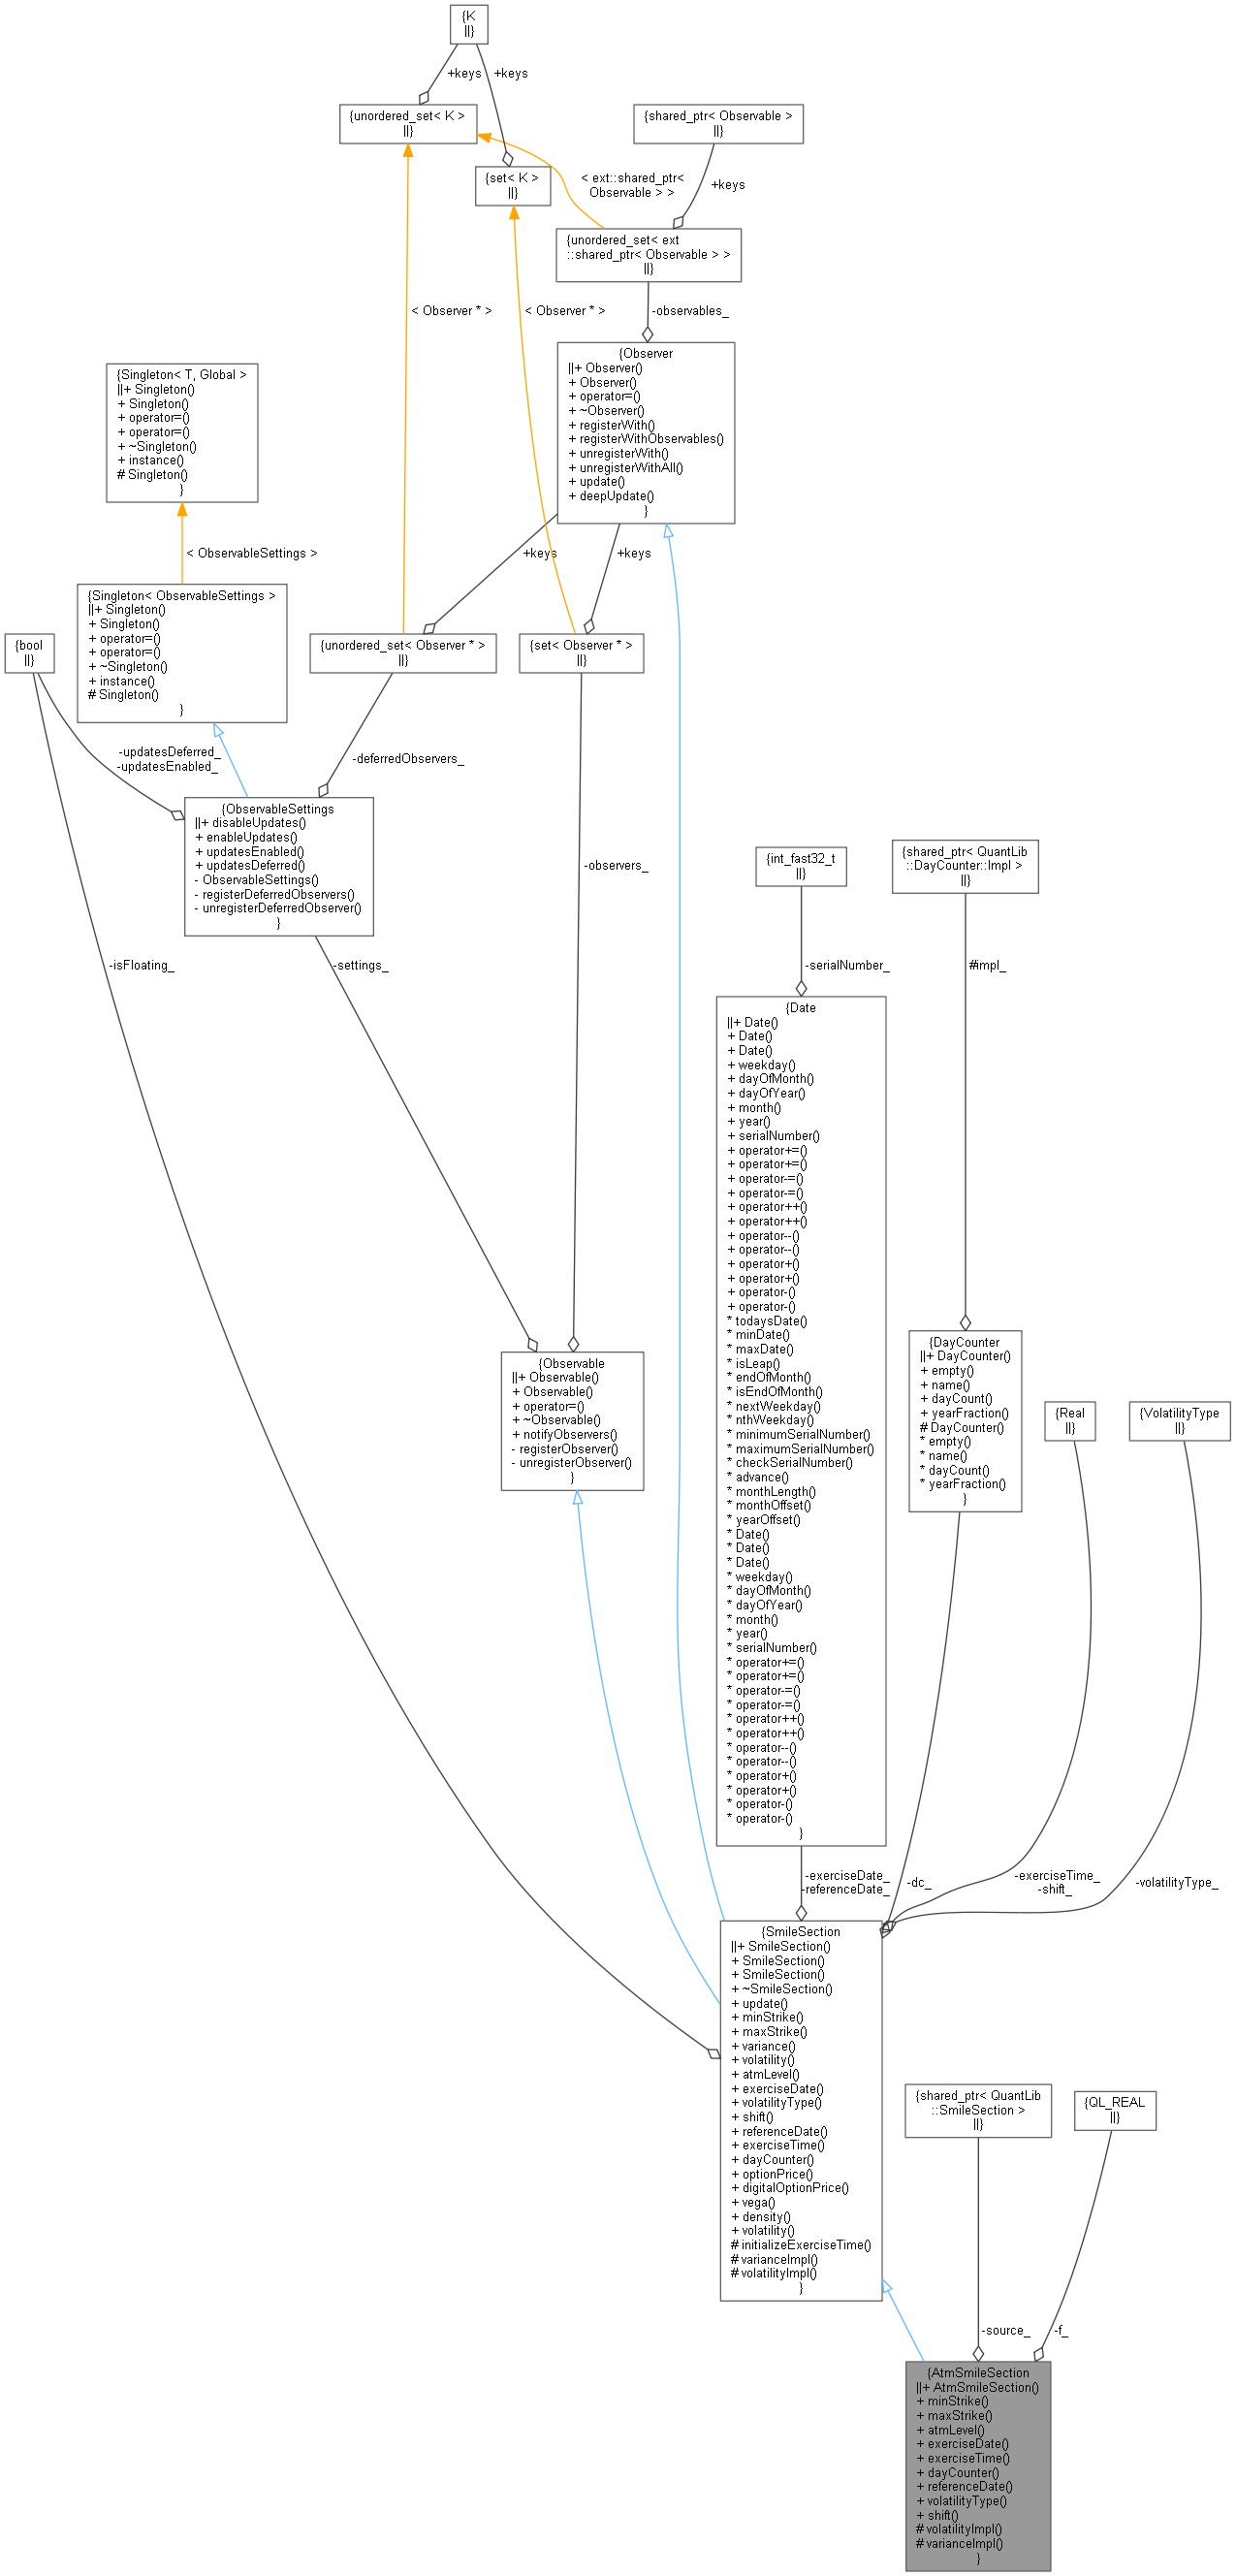 {K
||}
+keys
+keys
{unordered_set< K >
||}
{shared_ptr< Observable >
||}
{set< K >
||}
< ext::shared_ptr<
Observable > >
+keys
{unordered_set< ext
::shared_ptr< Observable > >
||}
< Observer * >
< Observer * >
-observables_
{Observer
||+ Observer()
+ Observer()
+ operator=()
+ ~Observer()
+ registerWith()
+ registerWithObservables()
+ unregisterWith()
+ unregisterWithAll()
+ update()
+ deepUpdate()
}
{Singleton< T, Global >
||+ Singleton()
+ Singleton()
+ operator=()
+ operator=()
+ ~Singleton()
+ instance()
# Singleton()
}
< ObservableSettings >
+keys
+keys
{Singleton< ObservableSettings >
||+ Singleton()
+ Singleton()
+ operator=()
+ operator=()
+ ~Singleton()
+ instance()
# Singleton()
}
{bool
||}
{unordered_set< Observer * >
||}
{set< Observer * >
||}
-updatesDeferred_
-updatesEnabled_
-deferredObservers_
{ObservableSettings
||+ disableUpdates()
+ enableUpdates()
+ updatesEnabled()
+ updatesDeferred()
- ObservableSettings()
- registerDeferredObservers()
- unregisterDeferredObserver()
}
-observers_
{int_fast32_t
||}
{shared_ptr< QuantLib
::DayCounter::Impl >
||}
-isFloating_
-settings_
-serialNumber_
#impl_
{Date
||+ Date()
+ Date()
+ Date()
+ weekday()
+ dayOfMonth()
+ dayOfYear()
+ month()
+ year()
+ serialNumber()
+ operator+=()
+ operator+=()
+ operator-=()
+ operator-=()
+ operator++()
+ operator++()
+ operator--()
+ operator--()
+ operator+()
+ operator+()
+ operator-()
+ operator-()
* todaysDate()
* minDate()
* maxDate()
* isLeap()
* endOfMonth()
* isEndOfMonth()
* nextWeekday()
* nthWeekday()
* minimumSerialNumber()
* maximumSerialNumber()
* checkSerialNumber()
* advance()
* monthLength()
* monthOffset()
* yearOffset()
* Date()
* Date()
* Date()
* weekday()
* dayOfMonth()
* dayOfYear()
* month()
* year()
* serialNumber()
* operator+=()
* operator+=()
* operator-=()
* operator-=()
* operator++()
* operator++()
* operator--()
* operator--()
* operator+()
* operator+()
* operator-()
* operator-()
}
{Observable
||+ Observable()
+ Observable()
+ operator=()
+ ~Observable()
+ notifyObservers()
- registerObserver()
- unregisterObserver()
}
{DayCounter
||+ DayCounter()
+ empty()
+ name()
+ dayCount()
+ yearFraction()
# DayCounter()
* empty()
* name()
* dayCount()
* yearFraction()
}
{Real
||}
{VolatilityType
||}
-exerciseDate_
-referenceDate_
-dc_
-exerciseTime_
-shift_
-volatilityType_
{SmileSection
||+ SmileSection()
+ SmileSection()
+ SmileSection()
+ ~SmileSection()
+ update()
+ minStrike()
+ maxStrike()
+ variance()
+ volatility()
+ atmLevel()
+ exerciseDate()
+ volatilityType()
+ shift()
+ referenceDate()
+ exerciseTime()
+ dayCounter()
+ optionPrice()
+ digitalOptionPrice()
+ vega()
+ density()
+ volatility()
# initializeExerciseTime()
# varianceImpl()
# volatilityImpl()
}
{shared_ptr< QuantLib
::SmileSection >
||}
{QL_REAL
||}
-source_
-f_
{AtmSmileSection
||+ AtmSmileSection()
+ minStrike()
+ maxStrike()
+ atmLevel()
+ exerciseDate()
+ exerciseTime()
+ dayCounter()
+ referenceDate()
+ volatilityType()
+ shift()
# volatilityImpl()
# varianceImpl()
}